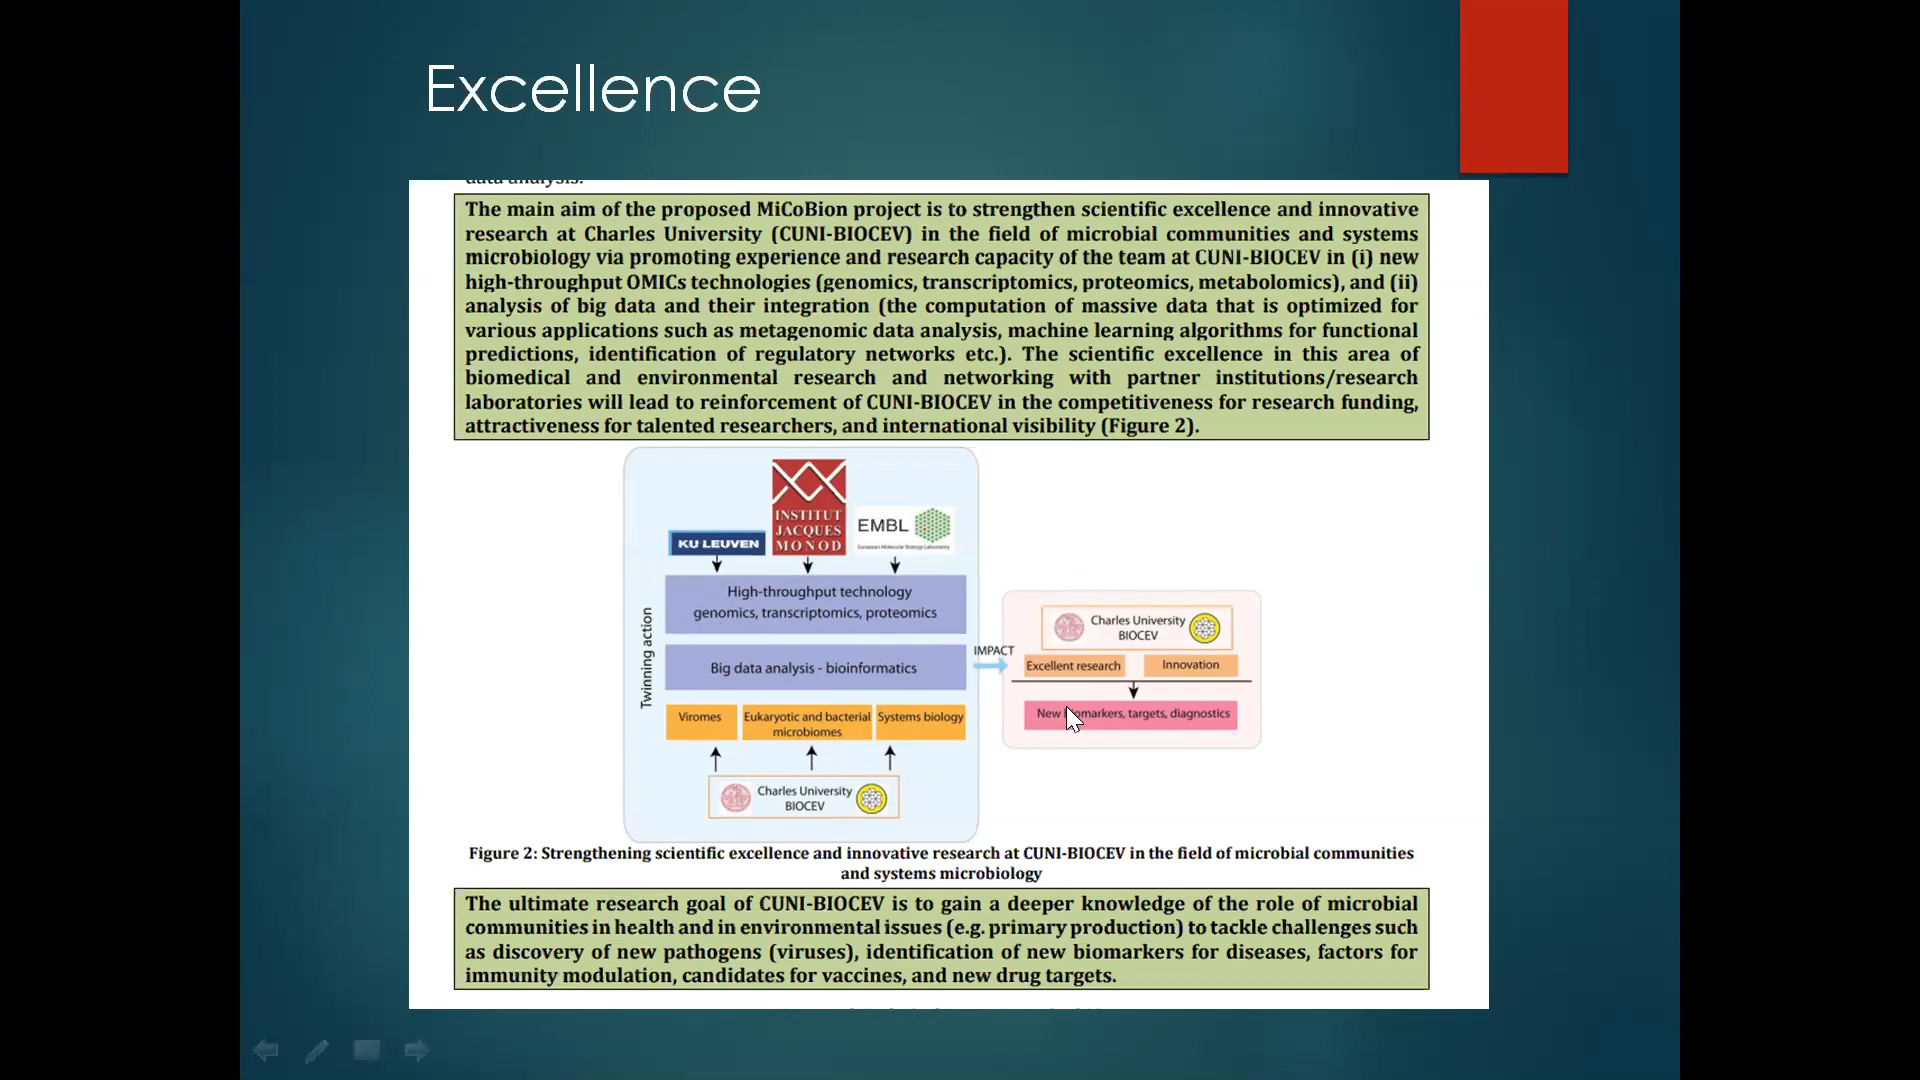 Excellence
data analysis.
The main aim of the proposed MiCoBion project is to strengthen scientific excellence and innovative
research at Charles University (CUNI-BIOCEV) in the field of microbial communities and systems
microbiology via promoting experience and research capacity of the team at CUNI-BIOCEV in (i) new
high-throughput OMICs technologies (genomics, transcriptomics, proteomics, metabolomics), and (ii)
analysis of big data and their integration (the computation of massive data that is optimized for
various applications such as metagenomic data analysis, machine learning algorithms for functional
predictions, identification of regulatory networks etc.). The scientific excellence in this area of
biomedical and environmental research and networking with partner institutions/research
laboratories will lead to reinforcement of CUNI-BIOCEV in the competitiveness for research funding,
attractiveness for talented researchers, and international visibility (Figure 2).
KU LEUVEN
INSTITUT
JACQUES
MONOD
EMBL
European Molecular Biology Laboratory
Twinning action
High-throughput technology
genomics, transcriptomics, proteomics
Big data analysis - bioinformatics
Viromes
Eukaryotic and bacterial
microbiomes
Systems biology
Charles University
BIOCEV
IMPACT
Charles University
BIOCEV
Excellent research
Innovation
New biomarkers, targets, diagnostics
Figure 2: Strengthening scientific excellence and innovative research at CUNI-BIOCEV in the field of microbial communities
and systems microbiology
The ultimate research goal of CUNI-BIOCEV is to gain a deeper knowledge of the role of microbial
communities in health and in environmental issues (e.g. primary production) to tackle challenges such
as discovery of new pathogens (viruses), identification of new biomarkers for diseases, factors for
immunity modulation, candidates for vaccines, and new drug targets.